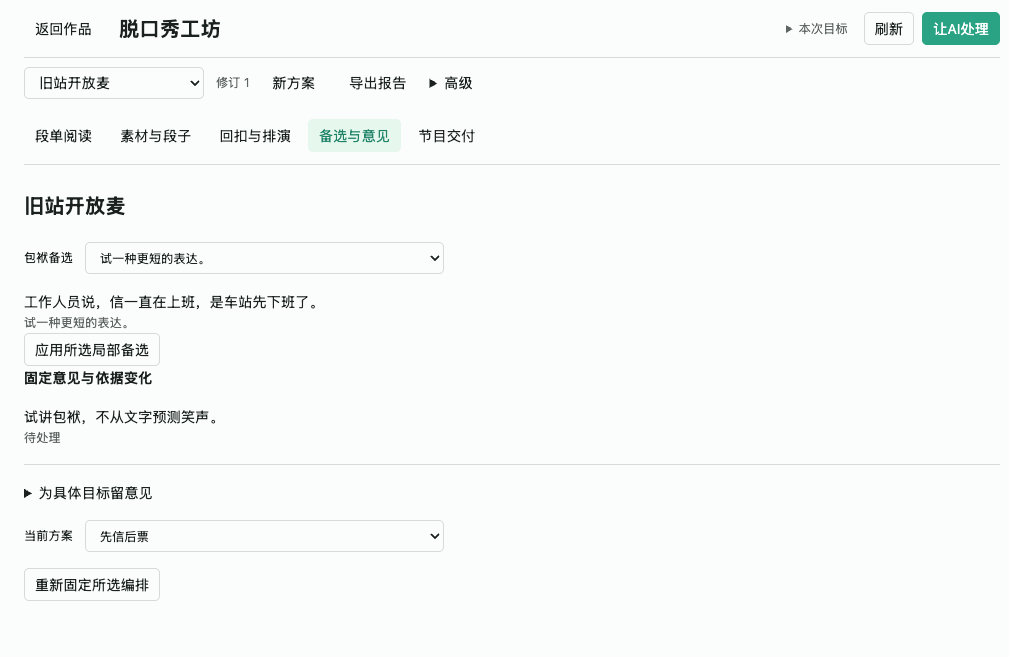 返回作品 脱口秀工坊 ▶ 本次目标 刷新 让AI处理
旧站开放麦 修订 1 新方案 导出报告 ▶ 高级
段单阅读 素材与段子 回扣与排演 备选与意见 节目交付
旧站开放麦
包袱备选 试一种更短的表达。
工作人员说，信一直在上班，是车站先下班了。
试一种更短的表达。
应用所选局部备选
固定意见与依据变化
试讲包袱，不从文字预测笑声。
待处理
▶ 为具体目标留意见
当前方案 先信后票
重新固定所选编排